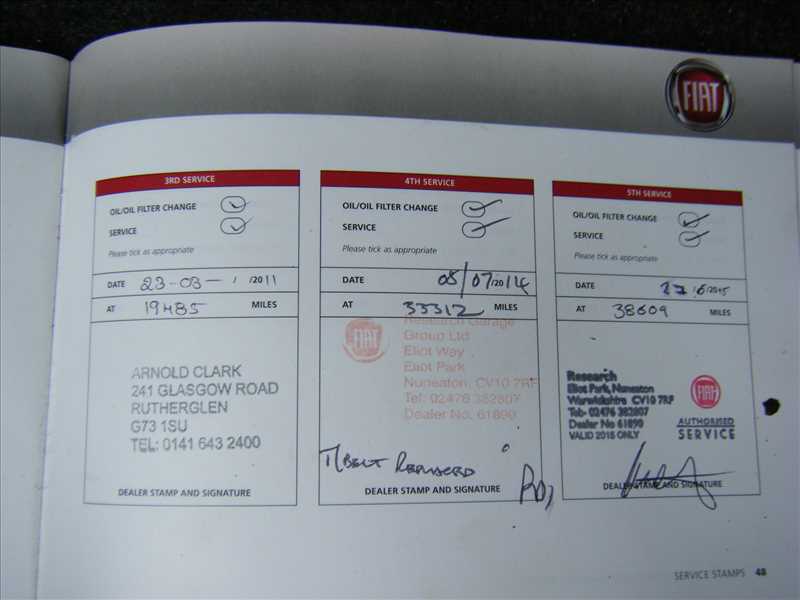 FIAT
3RD SERVICE
OIL/OIL FILTER CHANGE
SERVICE
Please tick as appropriate
DATE 23-03- / /2011
AT 19485 MILES
ARNOLD CLARK
241 GLASGOW ROAD
RUTHERGLEN
G73 1SU
TEL: 0141 643 2400
DEALER STAMP AND SIGNATURE
4TH SERVICE
OIL/OIL FILTER CHANGE
SERVICE
Please tick as appropriate
DATE 08/07/2014
AT 33312 MILES
FIAT
Research Garage
Group Ltd
Eliot Way
Eliot Park
Nuneaton, CV10 7RF
Tel: 02476 382807
Dealer No. 61890
T/BELT REPLACED
DEALER STAMP AND SIGNATURE
5TH SERVICE
OIL/OIL FILTER CHANGE
SERVICE
Please tick as appropriate
DATE /6/2015
AT 38609 MILES
Research
Eliot Park, Nuneaton
Warwickshire CV10 7RF
Tel- 02476 382807
Dealer No 61890
VALID 2015 ONLY
FIAT
AUTHORISED
SERVICE
DEALER STAMP AND SIGNATURE
SERVICE STAMPS 48